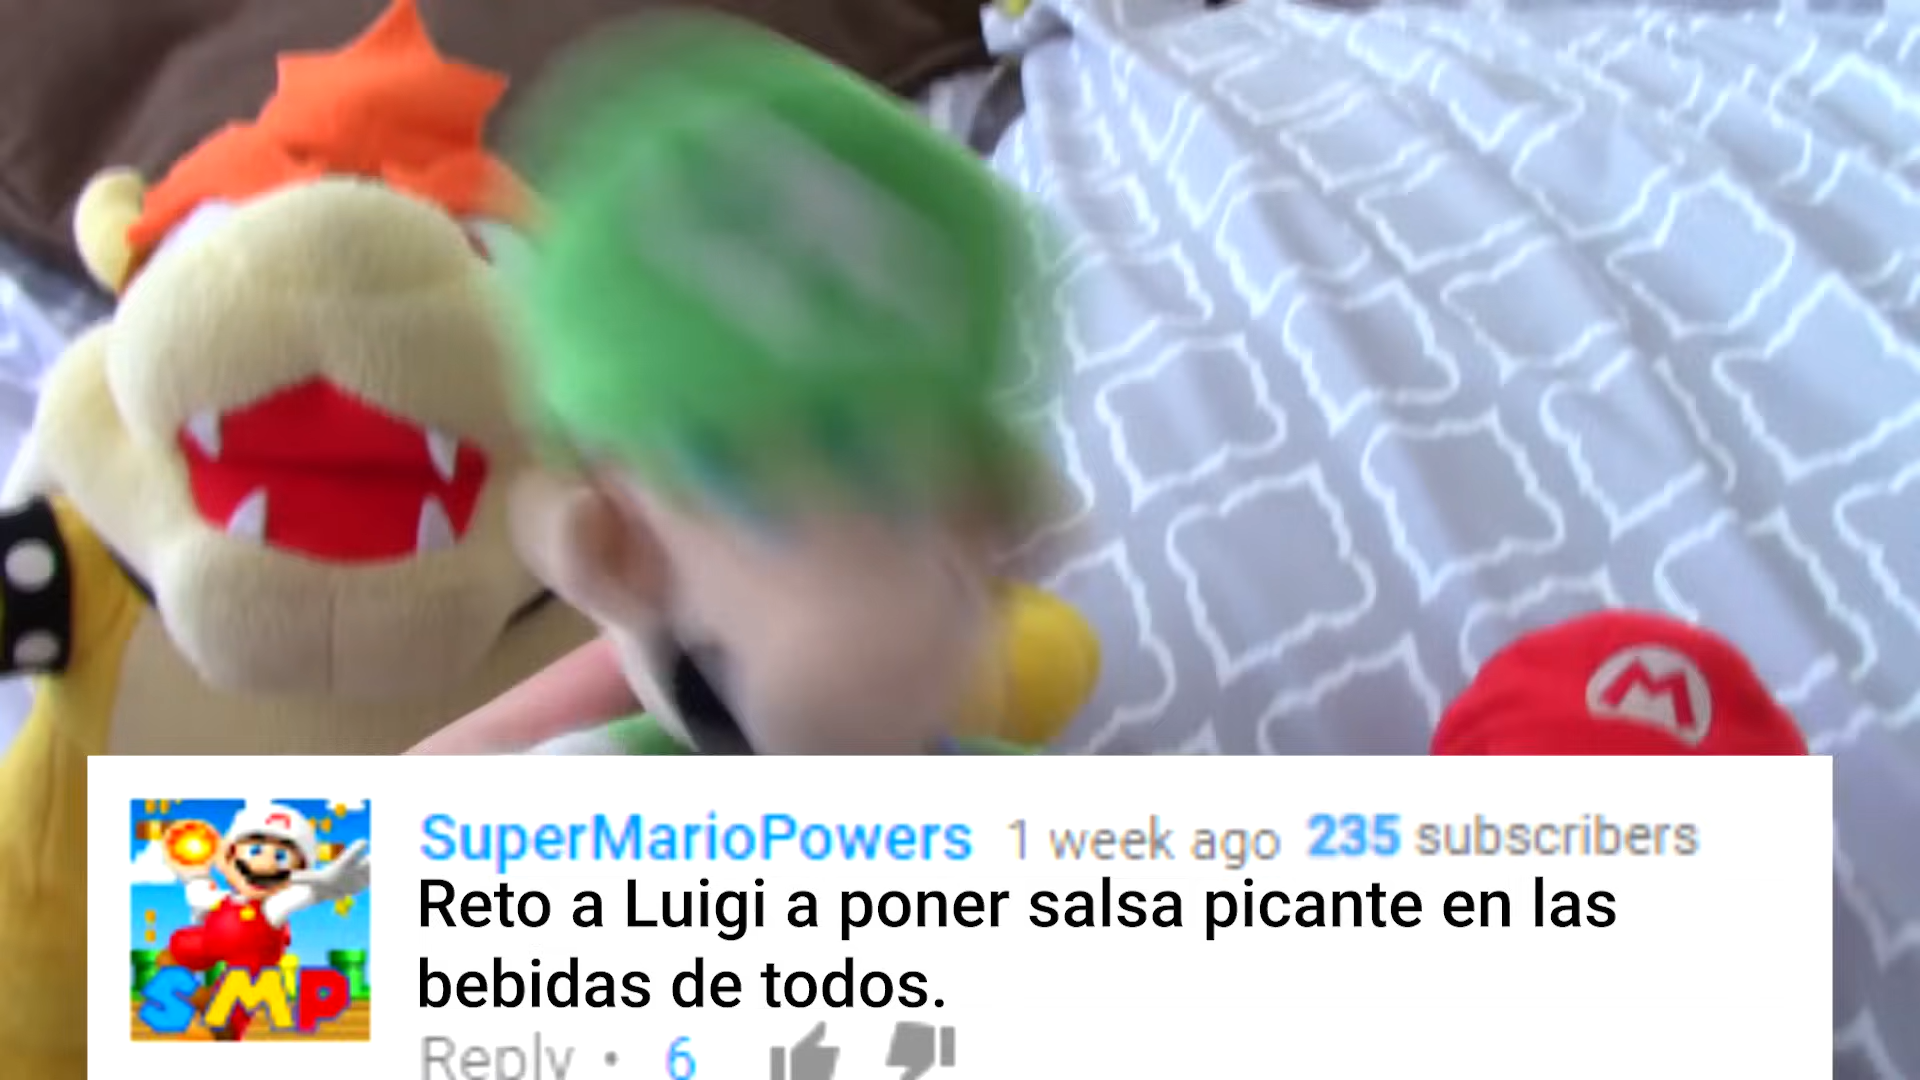 SuperMarioPowers 1 week ago 235 subscribers
Reto a Luigi a poner salsa picante en las
bebidas de todos.
Reply • 6
M
SMP